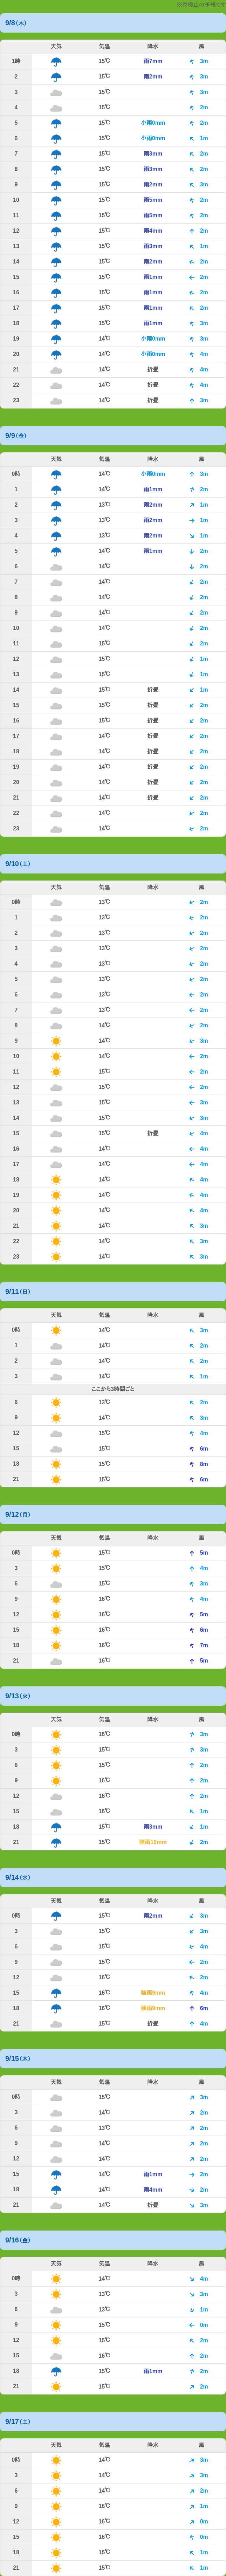 ※岩櫃山の予報です
9/8(木)
天気 気温 降水 風
1時 15℃ 雨7mm 3m
2 15℃ 雨2mm 3m
3 15℃ 3m
4 15℃ 2m
5 15℃ 小雨0mm 2m
6 15℃ 小雨0mm 1m
7 15℃ 雨3mm 2m
8 15℃ 雨3mm 2m
9 15℃ 雨2mm 3m
10 15℃ 雨5mm 2m
11 15℃ 雨5mm 2m
12 15℃ 雨4mm 2m
13 15℃ 雨3mm 1m
14 15℃ 雨2mm 2m
15 15℃ 雨1mm 2m
16 15℃ 雨1mm 2m
17 15℃ 雨1mm 2m
18 15℃ 雨1mm 3m
19 14℃ 小雨0mm 3m
20 14℃ 小雨0mm 4m
21 14℃ 折畳 4m
22 14℃ 折畳 4m
23 14℃ 折畳 3m
9/9(金)
天気 気温 降水 風
0時 14℃ 小雨0mm 3m
1 14℃ 雨1mm 2m
2 13℃ 雨2mm 1m
3 13℃ 雨2mm 1m
4 13℃ 雨2mm 1m
5 14℃ 雨1mm 2m
6 14℃ 2m
7 14℃ 2m
8 14℃ 2m
9 14℃ 2m
10 14℃ 2m
11 15℃ 2m
12 15℃ 1m
13 15℃ 1m
14 15℃ 折畳 1m
15 15℃ 折畳 2m
16 15℃ 折畳 2m
17 14℃ 折畳 2m
18 14℃ 折畳 2m
19 14℃ 折畳 2m
20 14℃ 折畳 2m
21 14℃ 折畳 2m
22 14℃ 2m
23 14℃ 2m
9/10(土)
天気 気温 降水 風
0時 13℃ 2m
1 13℃ 2m
2 13℃ 2m
3 13℃ 2m
4 13℃ 2m
5 13℃ 2m
6 13℃ 2m
7 13℃ 2m
8 14℃ 2m
9 14℃ 3m
10 14℃ 2m
11 15℃ 2m
12 15℃ 2m
13 15℃ 3m
14 15℃ 3m
15 15℃ 折畳 4m
16 14℃ 4m
17 14℃ 4m
18 14℃ 4m
19 14℃ 4m
20 14℃ 4m
21 14℃ 3m
22 14℃ 3m
23 14℃ 3m
9/11(日)
天気 気温 降水 風
0時 14℃ 3m
1 14℃ 2m
2 14℃ 2m
3 14℃ 1m
ここから3時間ごと
6 13℃ 2m
9 14℃ 3m
12 15℃ 4m
15 15℃ 6m
18 15℃ 8m
21 15℃ 6m
9/12(月)
天気 気温 降水 風
0時 15℃ 5m
3 15℃ 4m
6 15℃ 3m
9 16℃ 4m
12 16℃ 5m
15 16℃ 6m
18 16℃ 7m
21 16℃ 5m
9/13(火)
天気 気温 降水 風
0時 16℃ 3m
3 15℃ 3m
6 15℃ 2m
9 16℃ 2m
12 15℃ 2m
15 16℃ 1m
18 15℃ 雨3mm 1m
21 15℃ 強雨10mm 2m
9/14(水)
天気 気温 降水 風
0時 15℃ 雨2mm 3m
3 15℃ 3m
6 15℃ 4m
9 15℃ 2m
12 16℃ 2m
15 16℃ 強雨9mm 4m
18 16℃ 強雨9mm 6m
21 15℃ 折畳 4m
9/15(木)
天気 気温 降水 風
0時 15℃ 3m
3 14℃ 2m
6 13℃ 2m
9 14℃ 2m
12 14℃ 2m
15 14℃ 雨1mm 2m
18 14℃ 雨4mm 2m
21 14℃ 折畳 3m
9/16(金)
天気 気温 降水 風
0時 14℃ 4m
3 13℃ 3m
6 13℃ 1m
9 15℃ 0m
12 15℃ 2m
15 16℃ 2m
18 15℃ 雨1mm 2m
21 15℃ 2m
9/17(土)
天気 気温 降水 風
0時 14℃ 3m
3 14℃ 3m
6 14℃ 2m
9 16℃ 1m
12 15℃ 0m
15 16℃ 0m
18 15℃ 1m
21 15℃ 1m